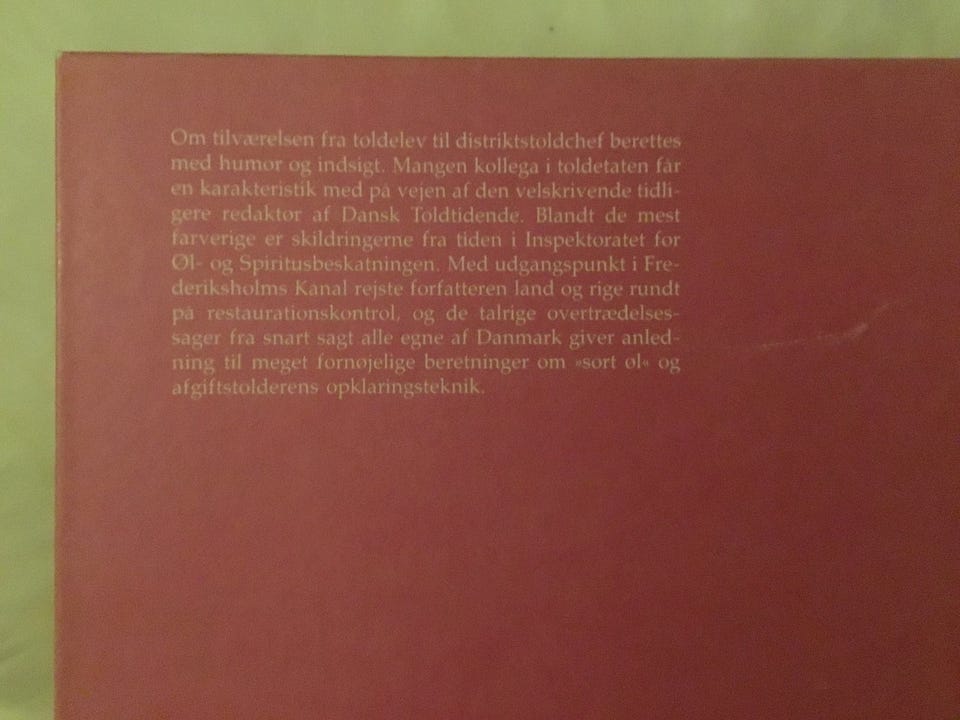 Om tilværelsen fra toldelev til distriktstoldchef berettes
med humor og indsigt. Mangen kollega i toldetaten får
en karakteristik med på vejen af den velskrivende tidli-
gere redaktør af Dansk Toldtidende. Blandt de mest
farverige er skildringerne fra tiden i Inspektoratet for
Øl- og Spiritusbeskatningen. Med udgangspunkt i Fre-
deriksholms Kanal rejste forfatteren land og rige rundt
på restaurationskontrol, og de talrige overtrædelses-
sager fra snart sagt alle egne af Danmark giver anled-
ning til meget fornøjelige beretninger om »sort øl« og
afgiftstolderens opklaringsteknik.